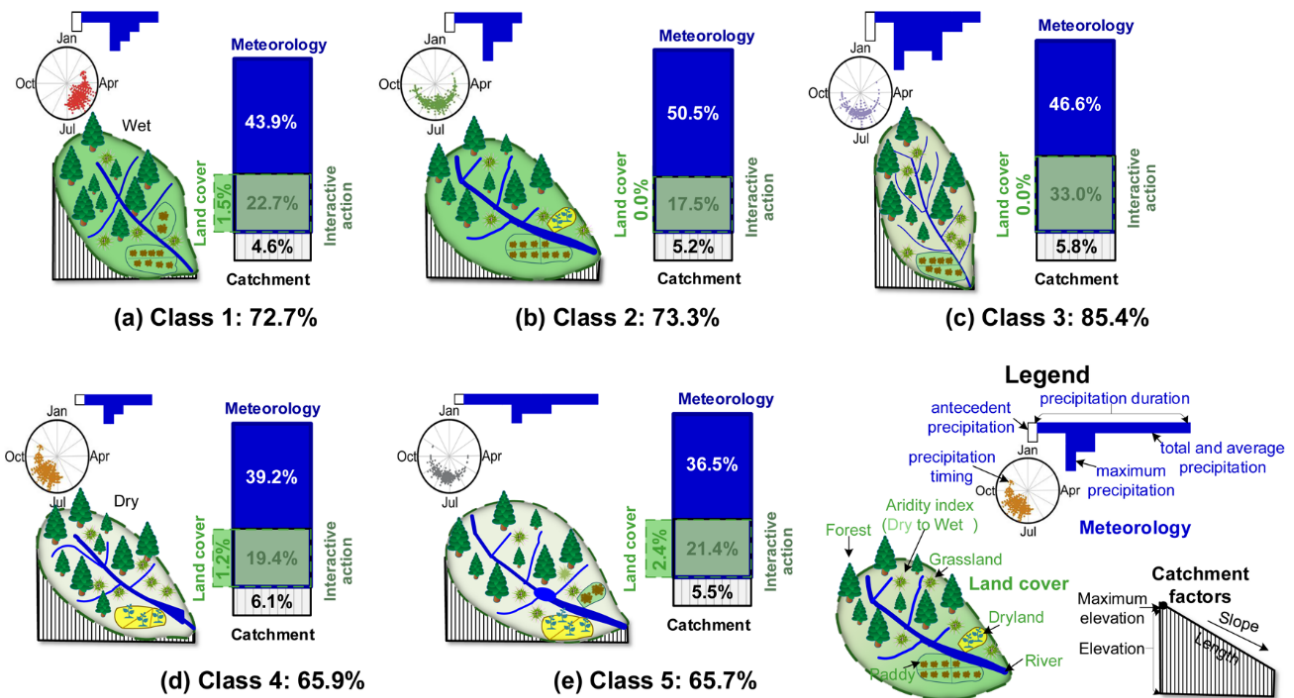 Jan
Oct
Apr
Jul
Wet
Meteorology
43.9%
Land cover
1.5%
22.7%
Interactive
action
4.6%
Catchment
(a) Class 1: 72.7%
Jan
Oct
Apr
Jul
Meteorology
50.5%
Land cover
0.0%
17.5%
Interactive
action
5.2%
Catchment
(b) Class 2: 73.3%
Jan
Oct
Apr
Jul
Meteorology
46.6%
Land cover
0.0%
33.0%
Interactive
action
5.8%
Catchment
(c) Class 3: 85.4%
Jan
Oct
Apr
Jul
Dry
Meteorology
39.2%
Land cover
1.2%
19.4%
Interactive
action
6.1%
Catchment
(d) Class 4: 65.9%
Jan
Oct
Apr
Jul
Meteorology
36.5%
Land cover
2.4%
21.4%
Interactive
action
5.5%
Catchment
(e) Class 5: 65.7%
Legend
antecedent
precipitation
precipitation duration
Jan
Oct
Apr
Jul
precipitation
timing
total and average
precipitation
maximum
precipitation
Meteorology
Aridity index
(Dry to Wet )
Forest
Grassland
Land cover
Dryland
River
Paddy
Catchment
factors
Maximum
elevation
Elevation
Slope
Length